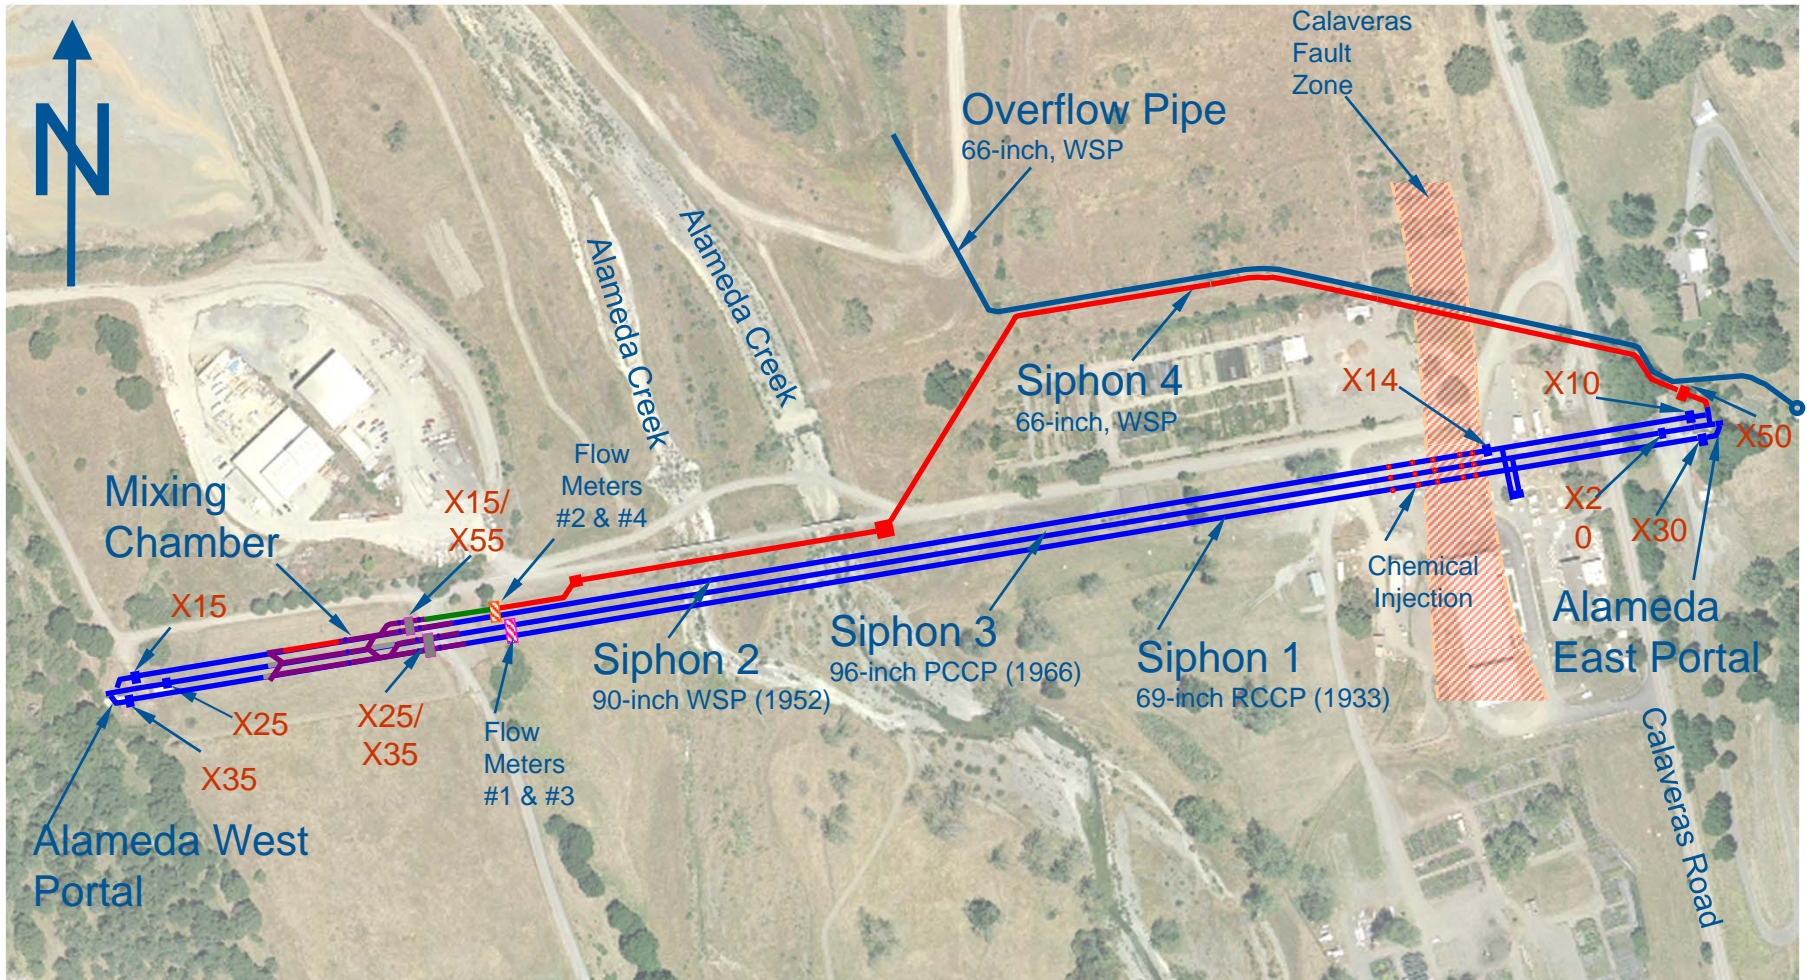 N
Calaveras
Fault
Zone
Overflow Pipe
66-inch, WSP
Alameda Creek
Alameda Creek
Siphon 4
66-inch, WSP
X14
X10
X50
Flow
Meters
#2 & #4
Mixing
Chamber
X15/
X55
X2
0
X30
Chemical
Injection
X15
Siphon 2
90-inch WSP (1952)
Siphon 3
96-inch PCCP (1966)
Siphon 1
69-inch RCCP (1933)
Alameda
East Portal
X25
X25/
X35
X35
Flow
Meters
#1 & #3
Alameda West
Portal
Calaveras Road